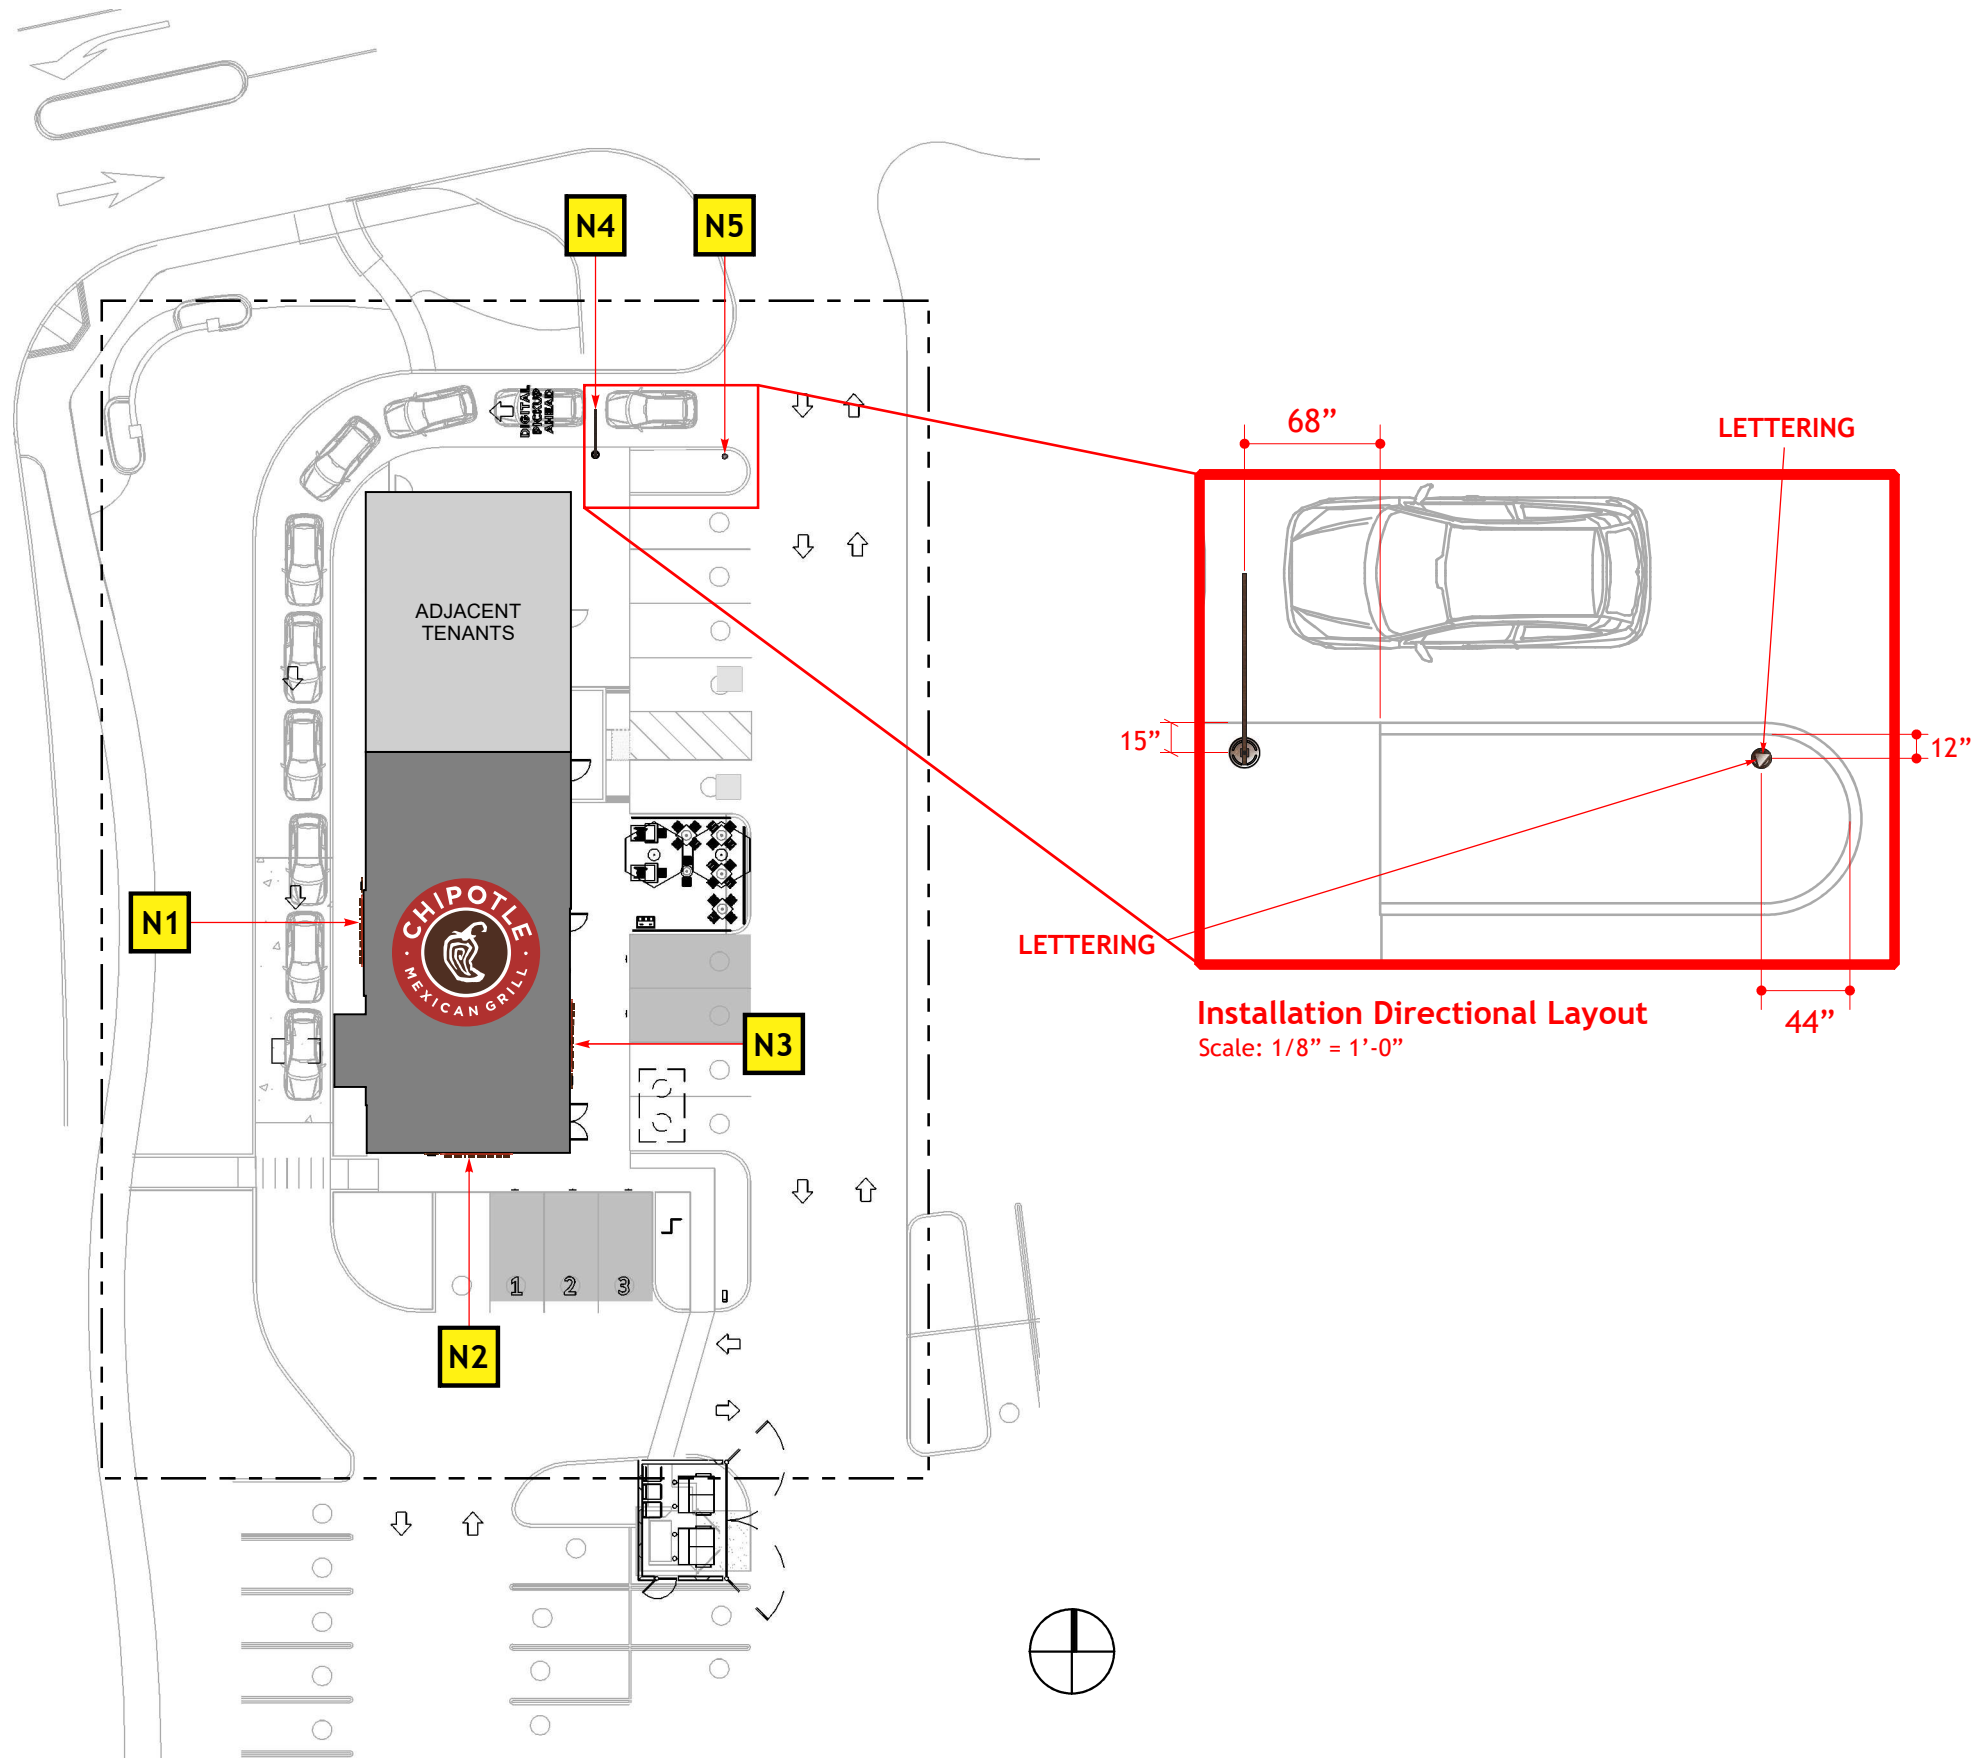 N4
N5
DIGITAL
PICKUP
AHEAD
68”
LETTERING
ADJACENT
TENANTS
15”
12”
N1
CHIPOTLE
MEXICAN GRILL
LETTERING
N3
Installation Directional Layout
Scale: 1/8” = 1’-0”
44”
1 2 3
N2